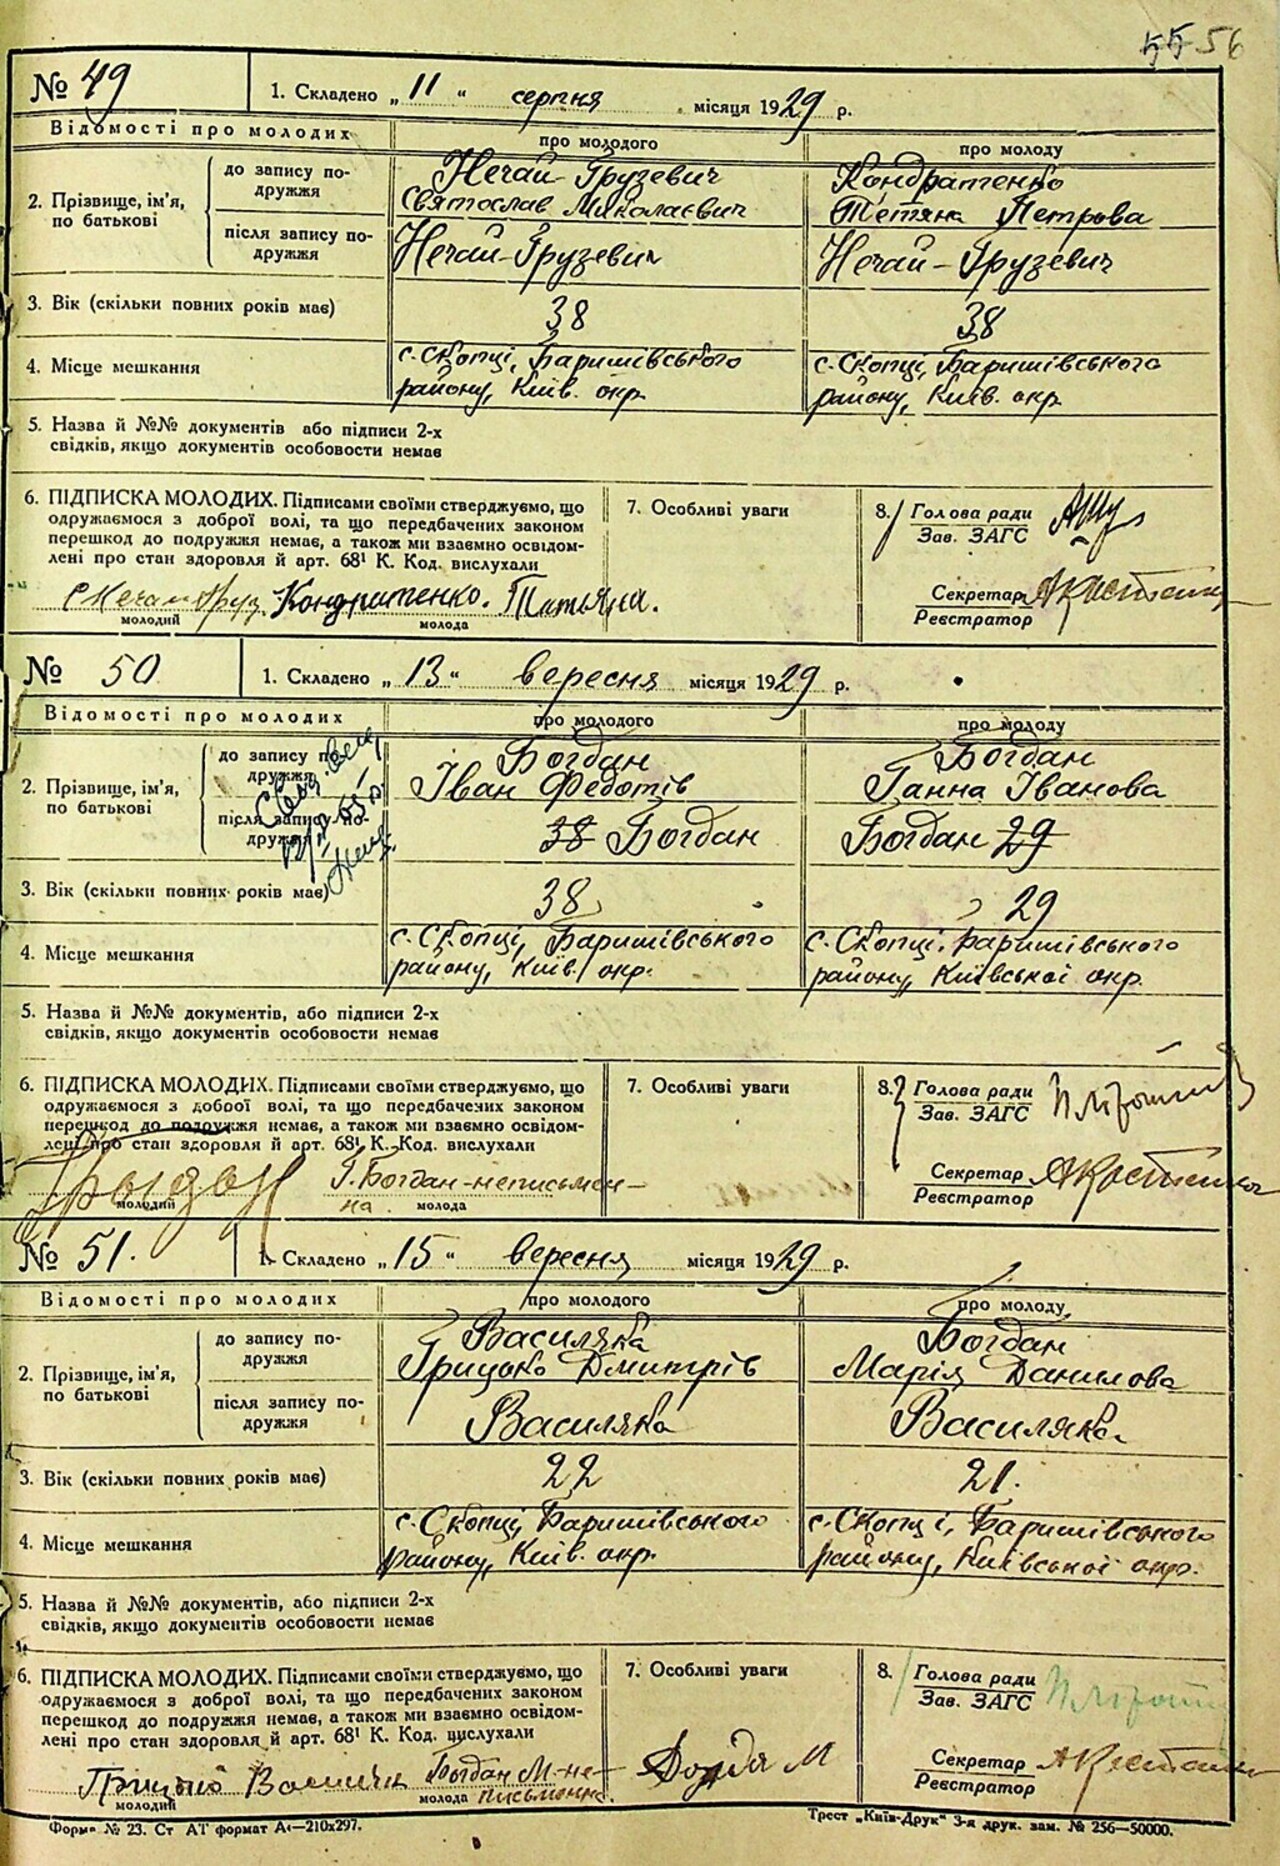 55 56
№ 49
1. Складено „11“ серпня місяця 1929 р.
Відомості про молодих
про молодого
про молоду
2. Прізвище, ім'я, по батькові
до запису подружжя
Нечай-Грузевич
Святослав Миколаєвич
Кондратенко
Тетяна Петрова
після запису подружжя
Нечай-Грузевич
Нечай-Грузевич
3. Вік (скільки повних років має)
38
38
4. Місце мешкання
с. Скопці, Баришівського
району, Київ. окр.
с. Скопці, Баришівського
району, Київ. окр
5. Назва й №№ документів або підписи 2-х
свідків, якщо документів особовости немає
6. ПІДПИСКА МОЛОДИХ. Підписами своїми стверджуємо, що
одружаємося з доброї волі, та що передбачених законом
перешкод до подружжя немає, а також ми взаємно освідом-
лені про стан здоровля й арт. 68¹ К. Код. вислухали
С Нечай Груз. Кондратенко. Татьяна.
молодий
молода
7. Особливі уваги
8. Голова ради
Зав. ЗАГС
Секретар АКостенко
Реєстратор
№ 50
1. Складено „13“ вересня місяця 1929 р.
Відомості про молодих
про молодого
про молоду
2. Прізвище, ім'я, по батькові
до запису подружжя
Богдан
Іван Федотів
Богдан
Ганна Іванова
після запису подружжя
38 Богдан
Богдан 29
3. Вік (скільки повних років має)
38
29
4. Місце мешкання
с. Скопці, Баришівського
району, Київ. окр.
с. Скопці, Баришівського
району, Київської окр.
5. Назва й №№ документів, або підписи 2-х
свідків, якщо документів особовости немає
6. ПІДПИСКА МОЛОДИХ. Підписами своїми стверджуємо, що
одружаємося з доброї волі, та що передбачених законом
перешкод до подружжя немає, а також ми взаємно освідом-
лені про стан здоровля й арт. 68¹ К. Код. вислухали
Г. Богдан-неписьмен-
на.
молодий
молода
7. Особливі уваги
8. Голова ради
Зав. ЗАГС
Секретар АКостенко
Реєстратор
№ 51.
1. Складено „15“ вересня місяця 1929 р.
Відомості про молодих
про молодого
про молоду
2. Прізвище, ім'я, по батькові
до запису подружжя
Василяка
Грицько Дмитрів
Богдан
Марія Данилова
після запису подружжя
Василяка
Василяка
3. Вік (скільки повних років має)
22
21.
4. Місце мешкання
с. Скопці, Баришівського
району, Київ. окр.
с. Скопці, Баришівського
району, Київської окр.
5. Назва й №№ документів, або підписи 2-х
свідків, якщо документів особовости немає
6. ПІДПИСКА МОЛОДИХ. Підписами своїми стверджуємо, що
одружаємося з доброї волі, та що передбачених законом
перешкод до подружжя немає, а також ми взаємно освідом-
лені про стан здоровля й арт. 68¹ К. Код. вислухали
Грицько Богдан М-не-
письменна.
молодий
молода
7. Особливі уваги
8. Голова ради
Зав. ЗАГС
Секретар АКостенко
Реєстратор
Форма № 23. Ст АТ формат А4—210x297.
Трест „Київ-Друк“ 3-я друк. зам. № 256—50000.